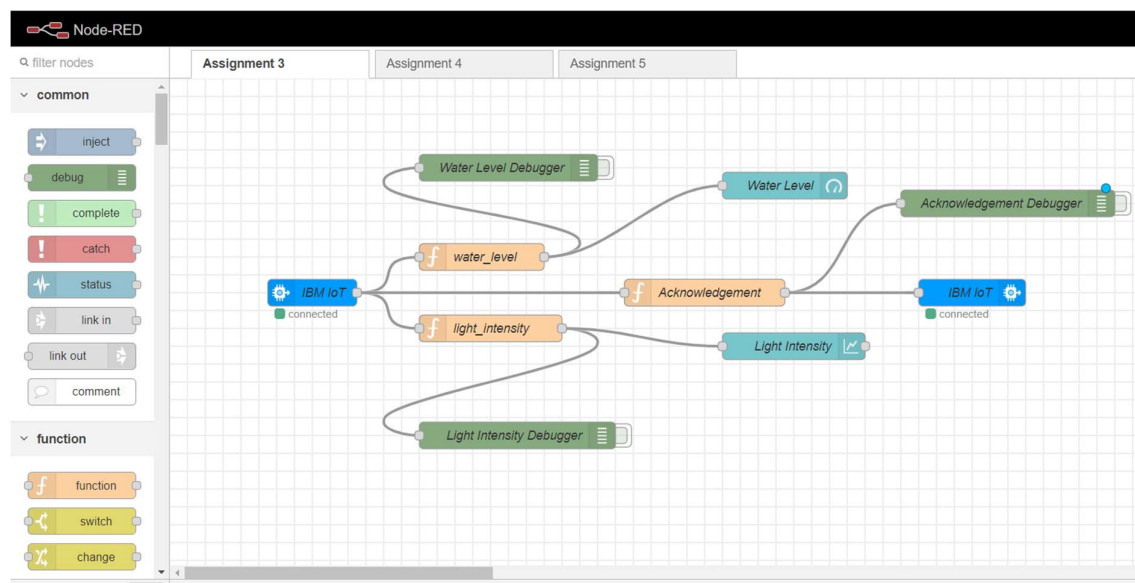 Node-RED
filter nodes
Assignment 3
Assignment 4
Assignment 5
common
inject
debug
complete
catch
status
link in
link out
comment
function
function
switch
change
Water Level Debugger
Water Level
Acknowledgement Debugger
water_level
IBM IoT
connected
Acknowledgement
IBM IoT
connected
light_intensity
Light Intensity
Light Intensity Debugger